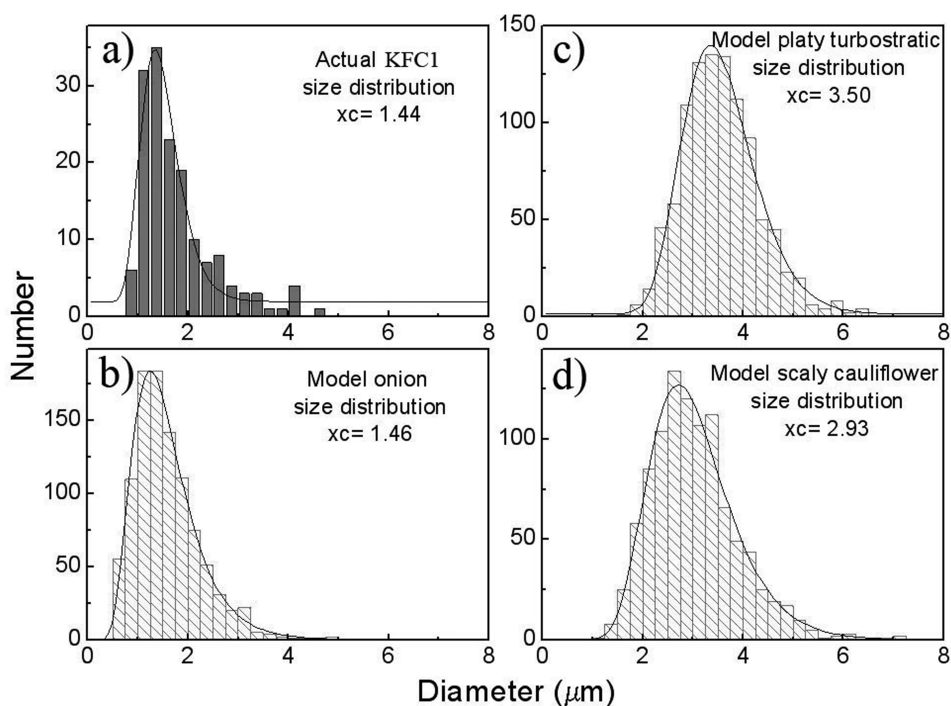 a)
Actual KFC1
size distribution
xc= 1.44
30
20
10
0
0 2 4 6 8
c)
Model platy turbostratic
size distribution
xc= 3.50
150
100
50
0
0 2 4 6 8
b)
Model onion
size distribution
xc= 1.46
150
100
50
0
0 2 4 6 8
d)
Model scaly cauliflower
size distribution
xc= 2.93
100
50
0
0 2 4 6 8
Number
Diameter (μm)